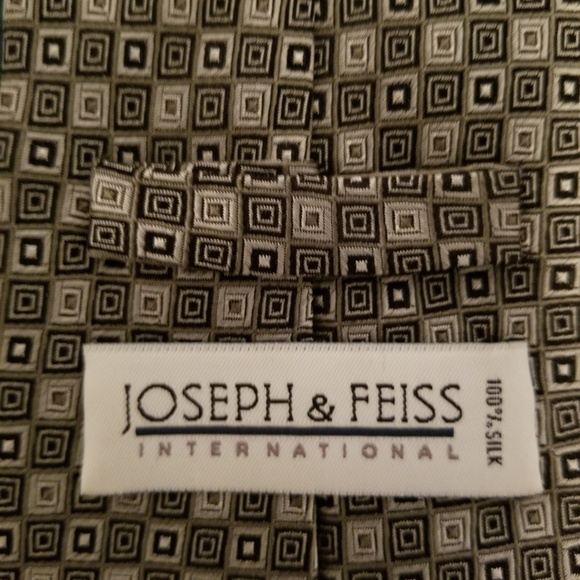 JOSEPH & FEISS
INTERNATIONAL
100% SILK